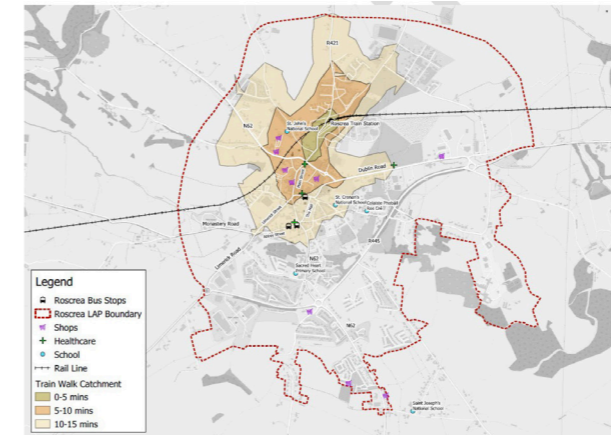 R421
N62
St. John's
National School
Roscrea Train Station
Dublin Road
St. Cronan's
National School
Monastery Road
Limerick Road
R445
N62
Sacred Heart
Primary School
N62
Saint Joseph's
National School
Legend
Roscrea Bus Stops
Roscrea LAP Boundary
Shops
Healthcare
School
Rail Line
Train Walk Catchment
0-5 mins
5-10 mins
10-15 mins